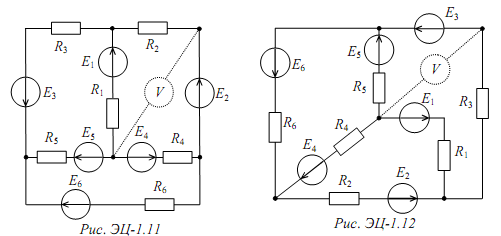 R3
R2
E1
E3
R1
V
E2
R5
E5
E4
R4
E6
R6
Рис. ЭЦ-1.11
E3
E5
E6
V
R5
E1
R3
R6
R4
E4
R1
R2
E2
Рис. ЭЦ-1.12